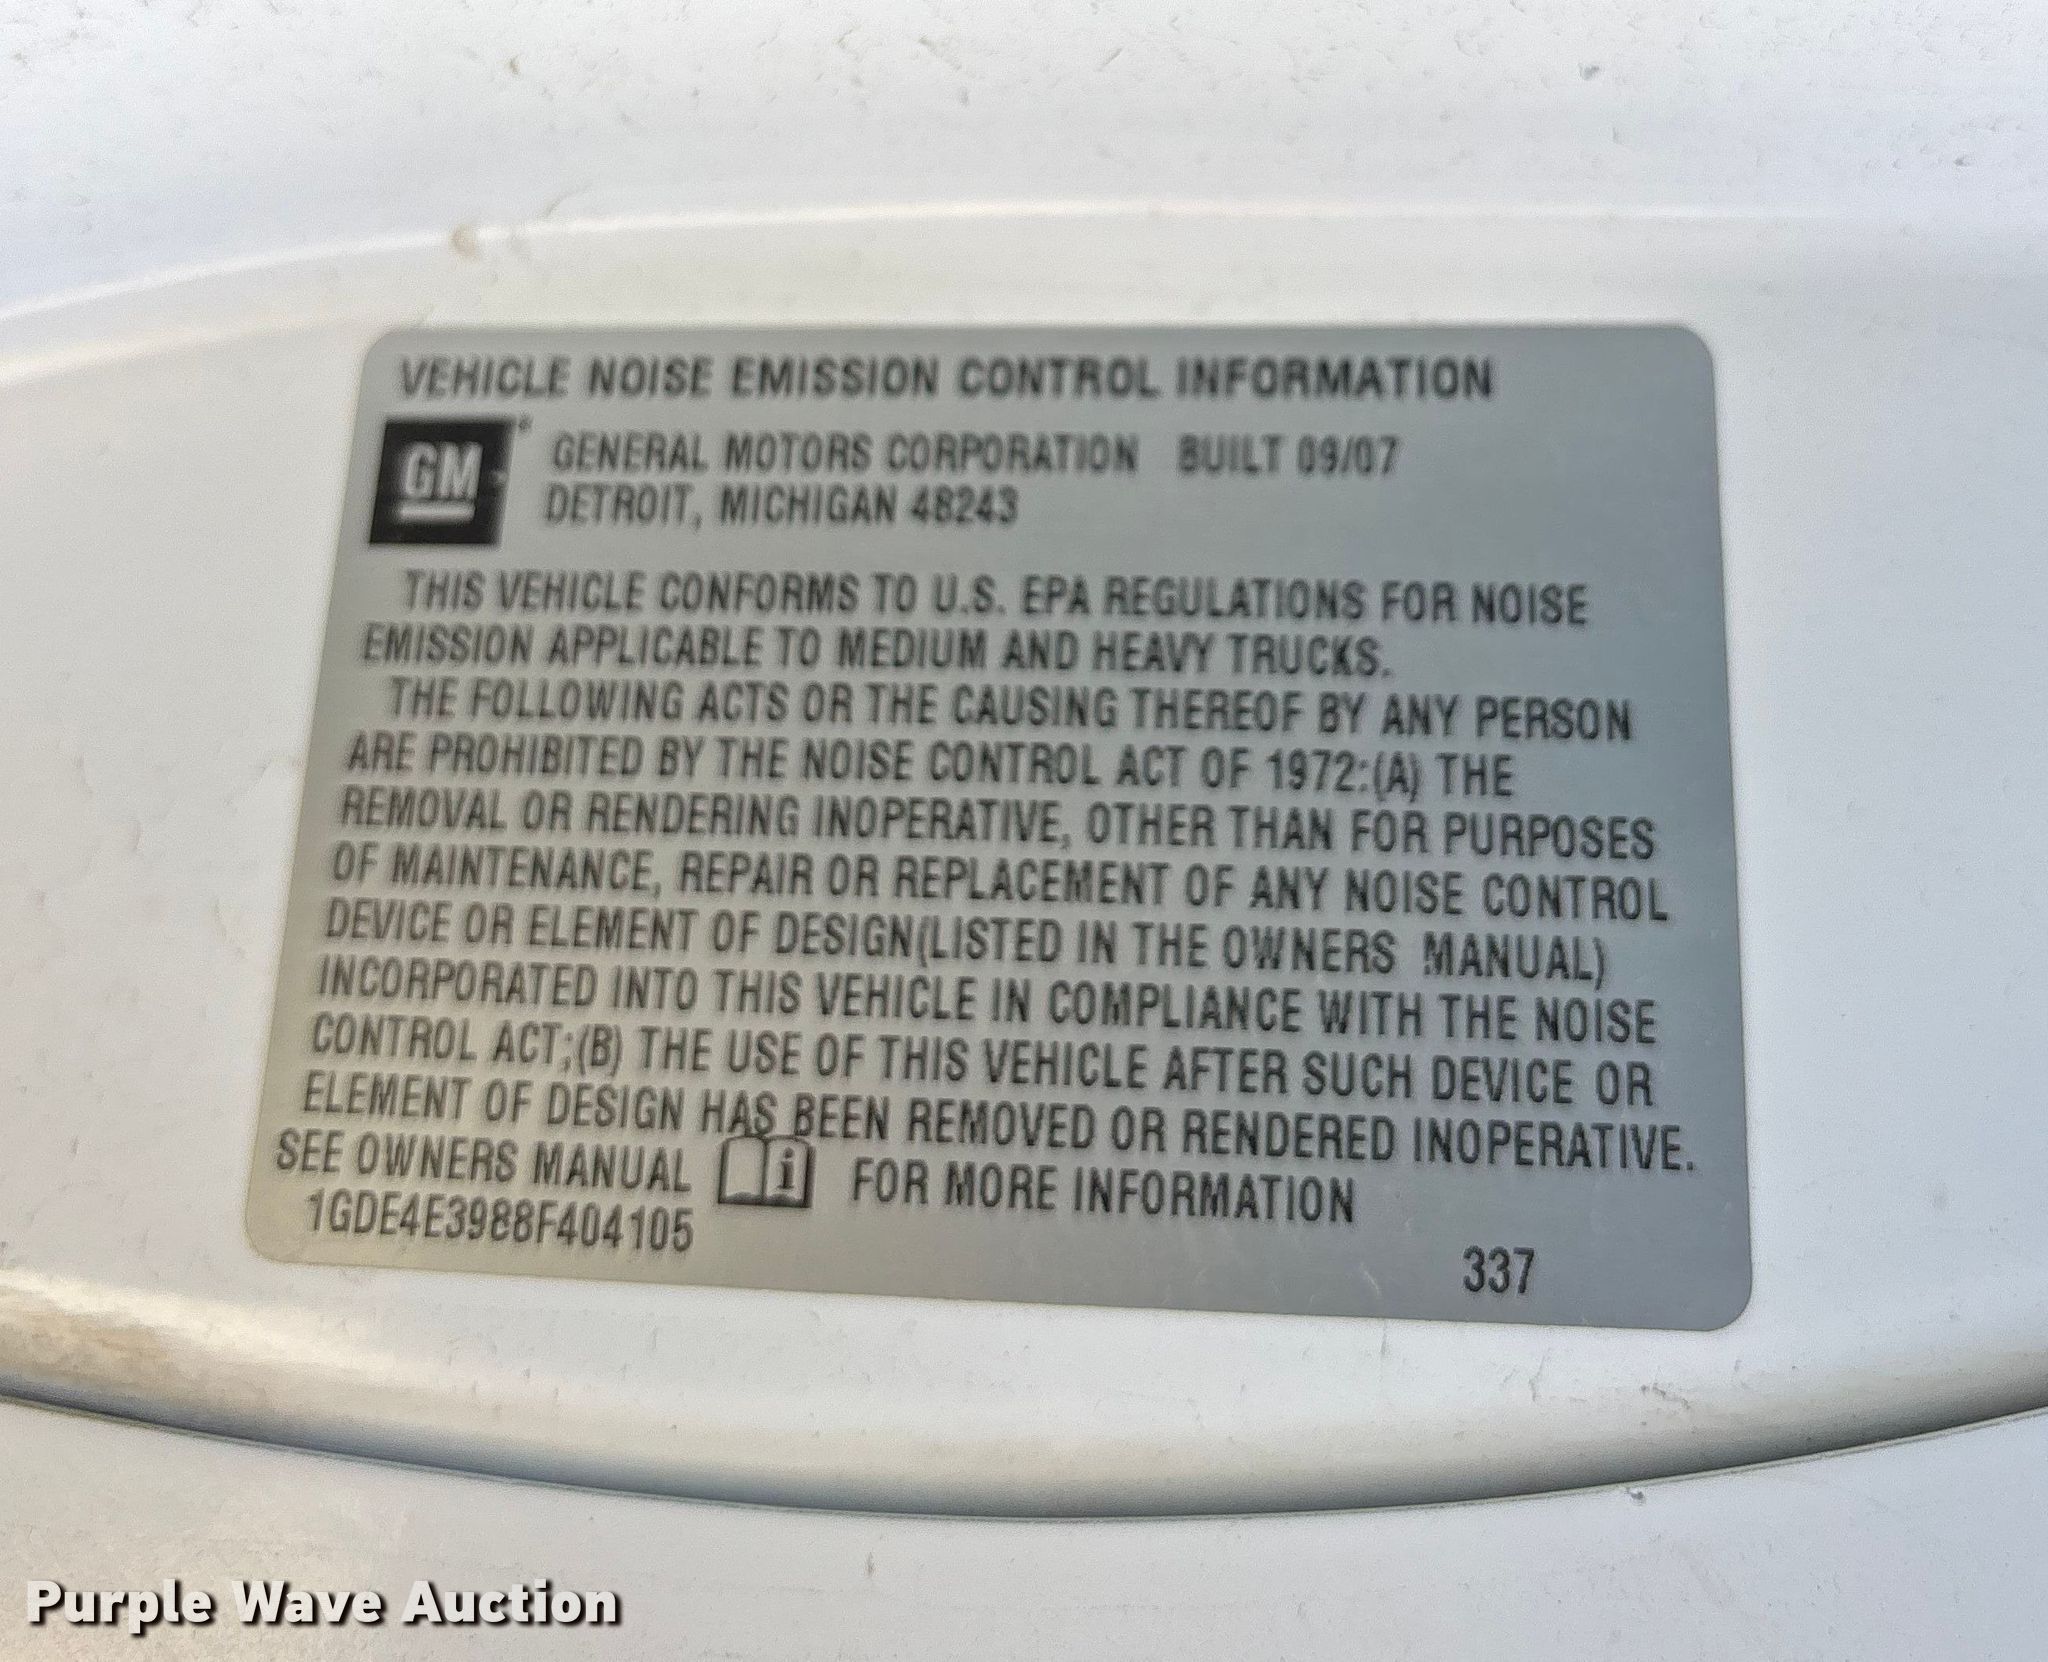 VEHICLE NOISE EMISSION CONTROL INFORMATION
GM®
GENERAL MOTORS CORPORATION BUILT 09/07
DETROIT, MICHIGAN 48243
THIS VEHICLE CONFORMS TO U.S. EPA REGULATIONS FOR NOISE
EMISSION APPLICABLE TO MEDIUM AND HEAVY TRUCKS.
THE FOLLOWING ACTS OR THE CAUSING THEREOF BY ANY PERSON
ARE PROHIBITED BY THE NOISE CONTROL ACT OF 1972:(A) THE
REMOVAL OR RENDERING INOPERATIVE, OTHER THAN FOR PURPOSES
OF MAINTENANCE, REPAIR OR REPLACEMENT OF ANY NOISE CONTROL
DEVICE OR ELEMENT OF DESIGN(LISTED IN THE OWNERS MANUAL)
INCORPORATED INTO THIS VEHICLE IN COMPLIANCE WITH THE NOISE
CONTROL ACT;(B) THE USE OF THIS VEHICLE AFTER SUCH DEVICE OR
ELEMENT OF DESIGN HAS BEEN REMOVED OR RENDERED INOPERATIVE.
SEE OWNERS MANUAL i FOR MORE INFORMATION
1GDE4E3988F404105
337
Purple Wave Auction